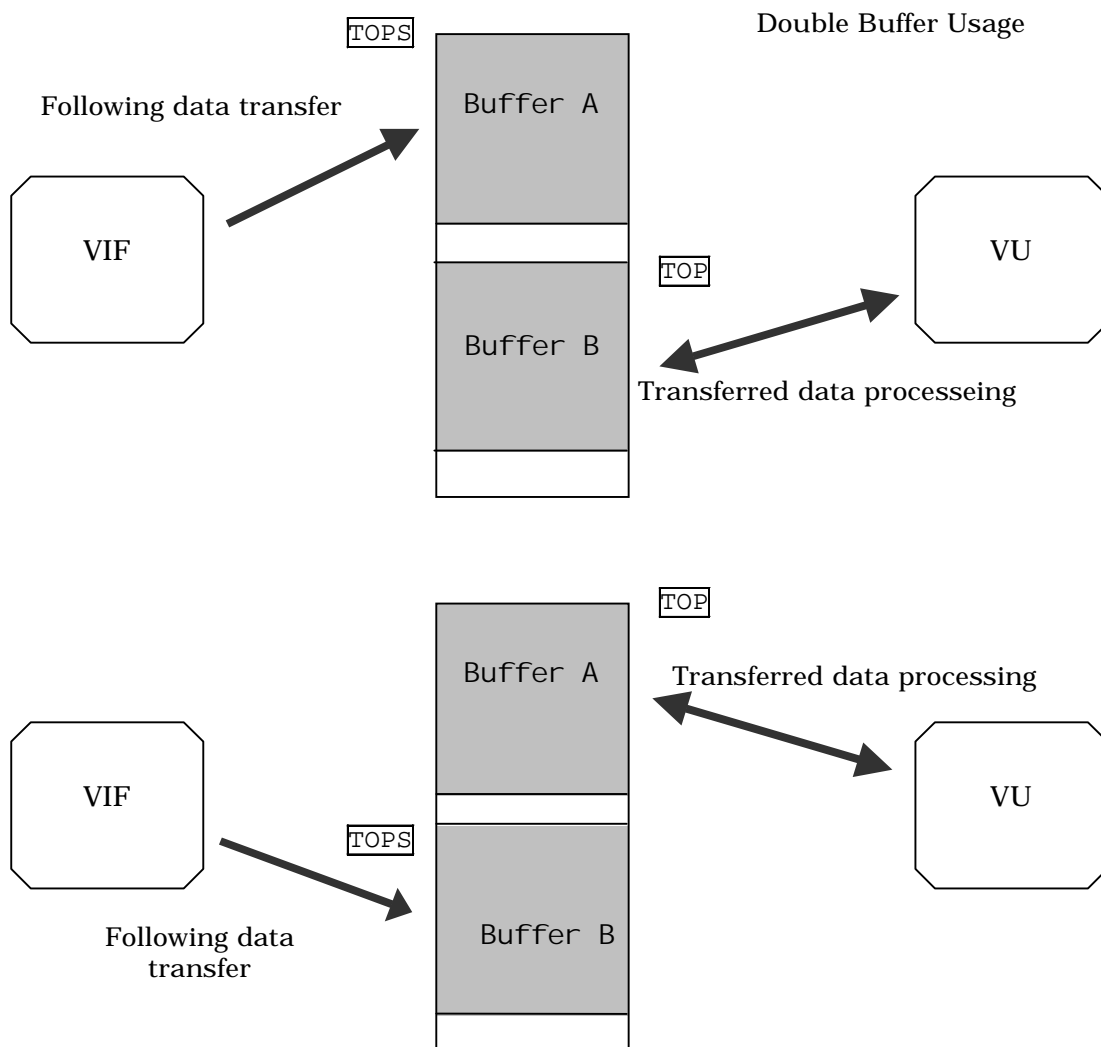 Double Buffer Usage
TOPS
Buffer A
Following data transfer
VIF
VU
TOP
Buffer B
Transferred data processeing
TOP
Buffer A
Transferred data processing
VIF
VU
TOPS
Buffer B
Following data
transfer